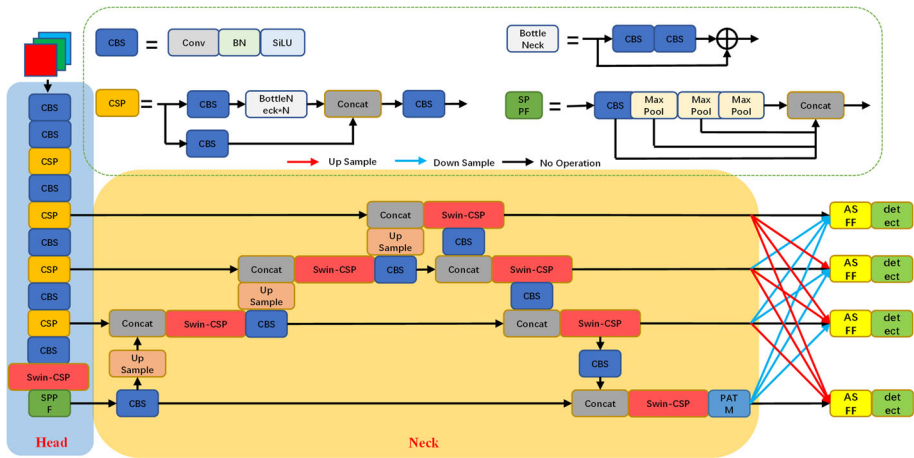 CBS
=
Conv
BN
SiLU
Bottle
Neck
=
CBS
CBS
CSP
=
CBS
BottleN
eck*N
Concat
CBS
CBS
SP
PF
=
CBS
Max
Pool
Max
Pool
Max
Pool
Concat
Up Sample
Down Sample
No Operation
CBS
CBS
CSP
CBS
CSP
CBS
CSP
CBS
CSP
CBS
Swin-CSP
SPP
F
Head
Concat
Swin-CSP
Up
Sample
CBS
Concat
Swin-CSP
CBS
Concat
Swin-CSP
Up
Sample
CBS
Concat
Swin-CSP
CBS
Concat
Swin-CSP
Up
Sample
CBS
CBS
Concat
Swin-CSP
PAT
M
Neck
AS
FF
det
ect
AS
FF
det
ect
AS
FF
det
ect
AS
FF
det
ect